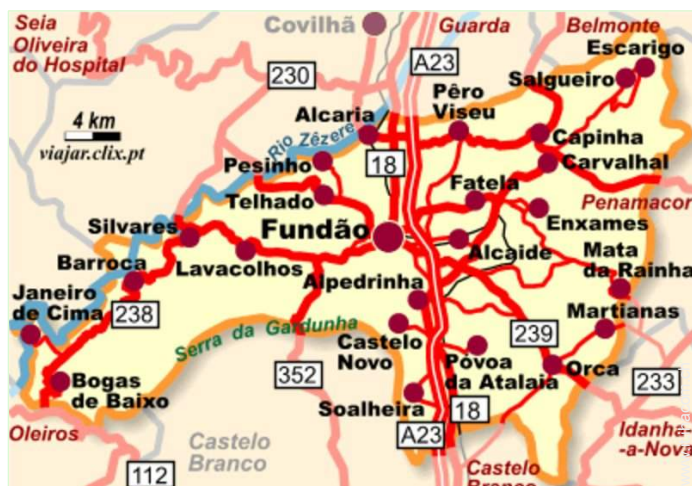 Seia
Oliveira
do Hospital
Covilhã
Guarda
Belmonte
Escarigo
A23
230
Salgueiro
Pêro
Viseu
4 km
viajar.clix.pt
Alcaria
Rio Zêzere
Capinha
Carvalhal
Pesinho
18
Fatela
Penamacor
Telhado
Enxames
Silvares
Fundão
Alcaide
Mata
da Rainha
Barroca
Lavacolhos
Alpedrinha
Janeiro
de Cima
238
Martianas
Serra da Gardunha
Castelo
Novo
239
Póvoa
da Atalaia
Orca
352
233
Bogas
de Baixo
Soalheira
18
Oleiros
A23
Idanha-
-a-Nova
Castelo
Branco
112
Castelo
Branco